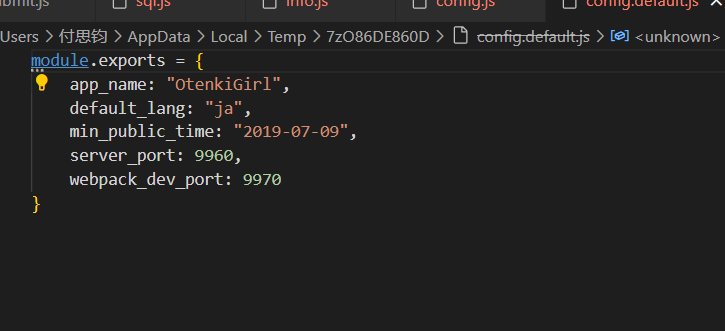 bmit.js sql.js info.js config.js config.default.js
Users > 付思钧 > AppData > Local > Temp > 7zO86DE860D > config.default.js > <unknown>
module.exports = {
app_name: "OtenkiGirl",
default_lang: "ja",
min_public_time: "2019-07-09",
server_port: 9960,
webpack_dev_port: 9970
}